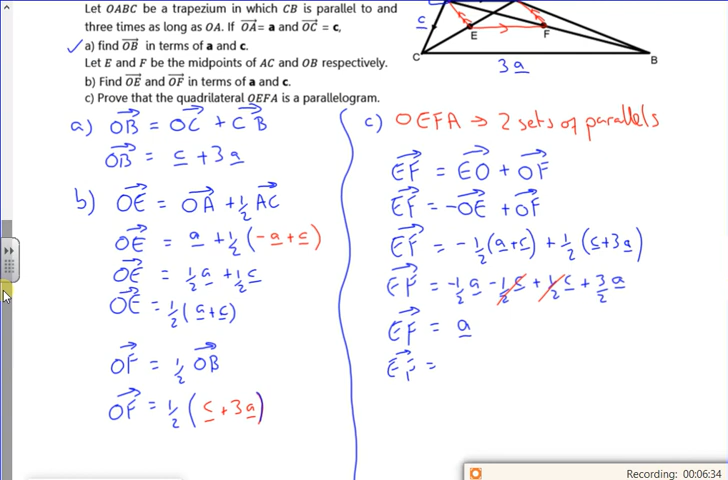 Let OABC be a trapezium in which CB is parallel to and
three times as long as OA. If OA⃗ = a and OC⃗ = c,
a) find OB⃗ in terms of a and c.
Let E and F be the midpoints of AC and OB respectively.
b) Find OE⃗ and OF⃗ in terms of a and c.
c) Prove that the quadrilateral OEFA is a parallelogram.
c
E
F
C
B
3a
a) OB⃗ = OC⃗ + CB⃗
OB⃗ = c + 3a
b) OE⃗ = OA⃗ + ½ AC⃗
OE⃗ = a + ½ (-a + c)
OE⃗ = ½a + ½c
OE⃗ = ½ (a + c)
OF⃗ = ½ OB⃗
OF⃗ = ½ (c + 3a)
c) OEFA → 2 sets of parallels
EF⃗ = EO⃗ + OF⃗
EF⃗ = -OE⃗ + OF⃗
EF⃗ = -½ (a + c) + ½ (c + 3a)
EF⃗ = -½a - ½c + ½c + 3/2 a
EF⃗ = a
EF⃗ =
Recording: 00:06:34